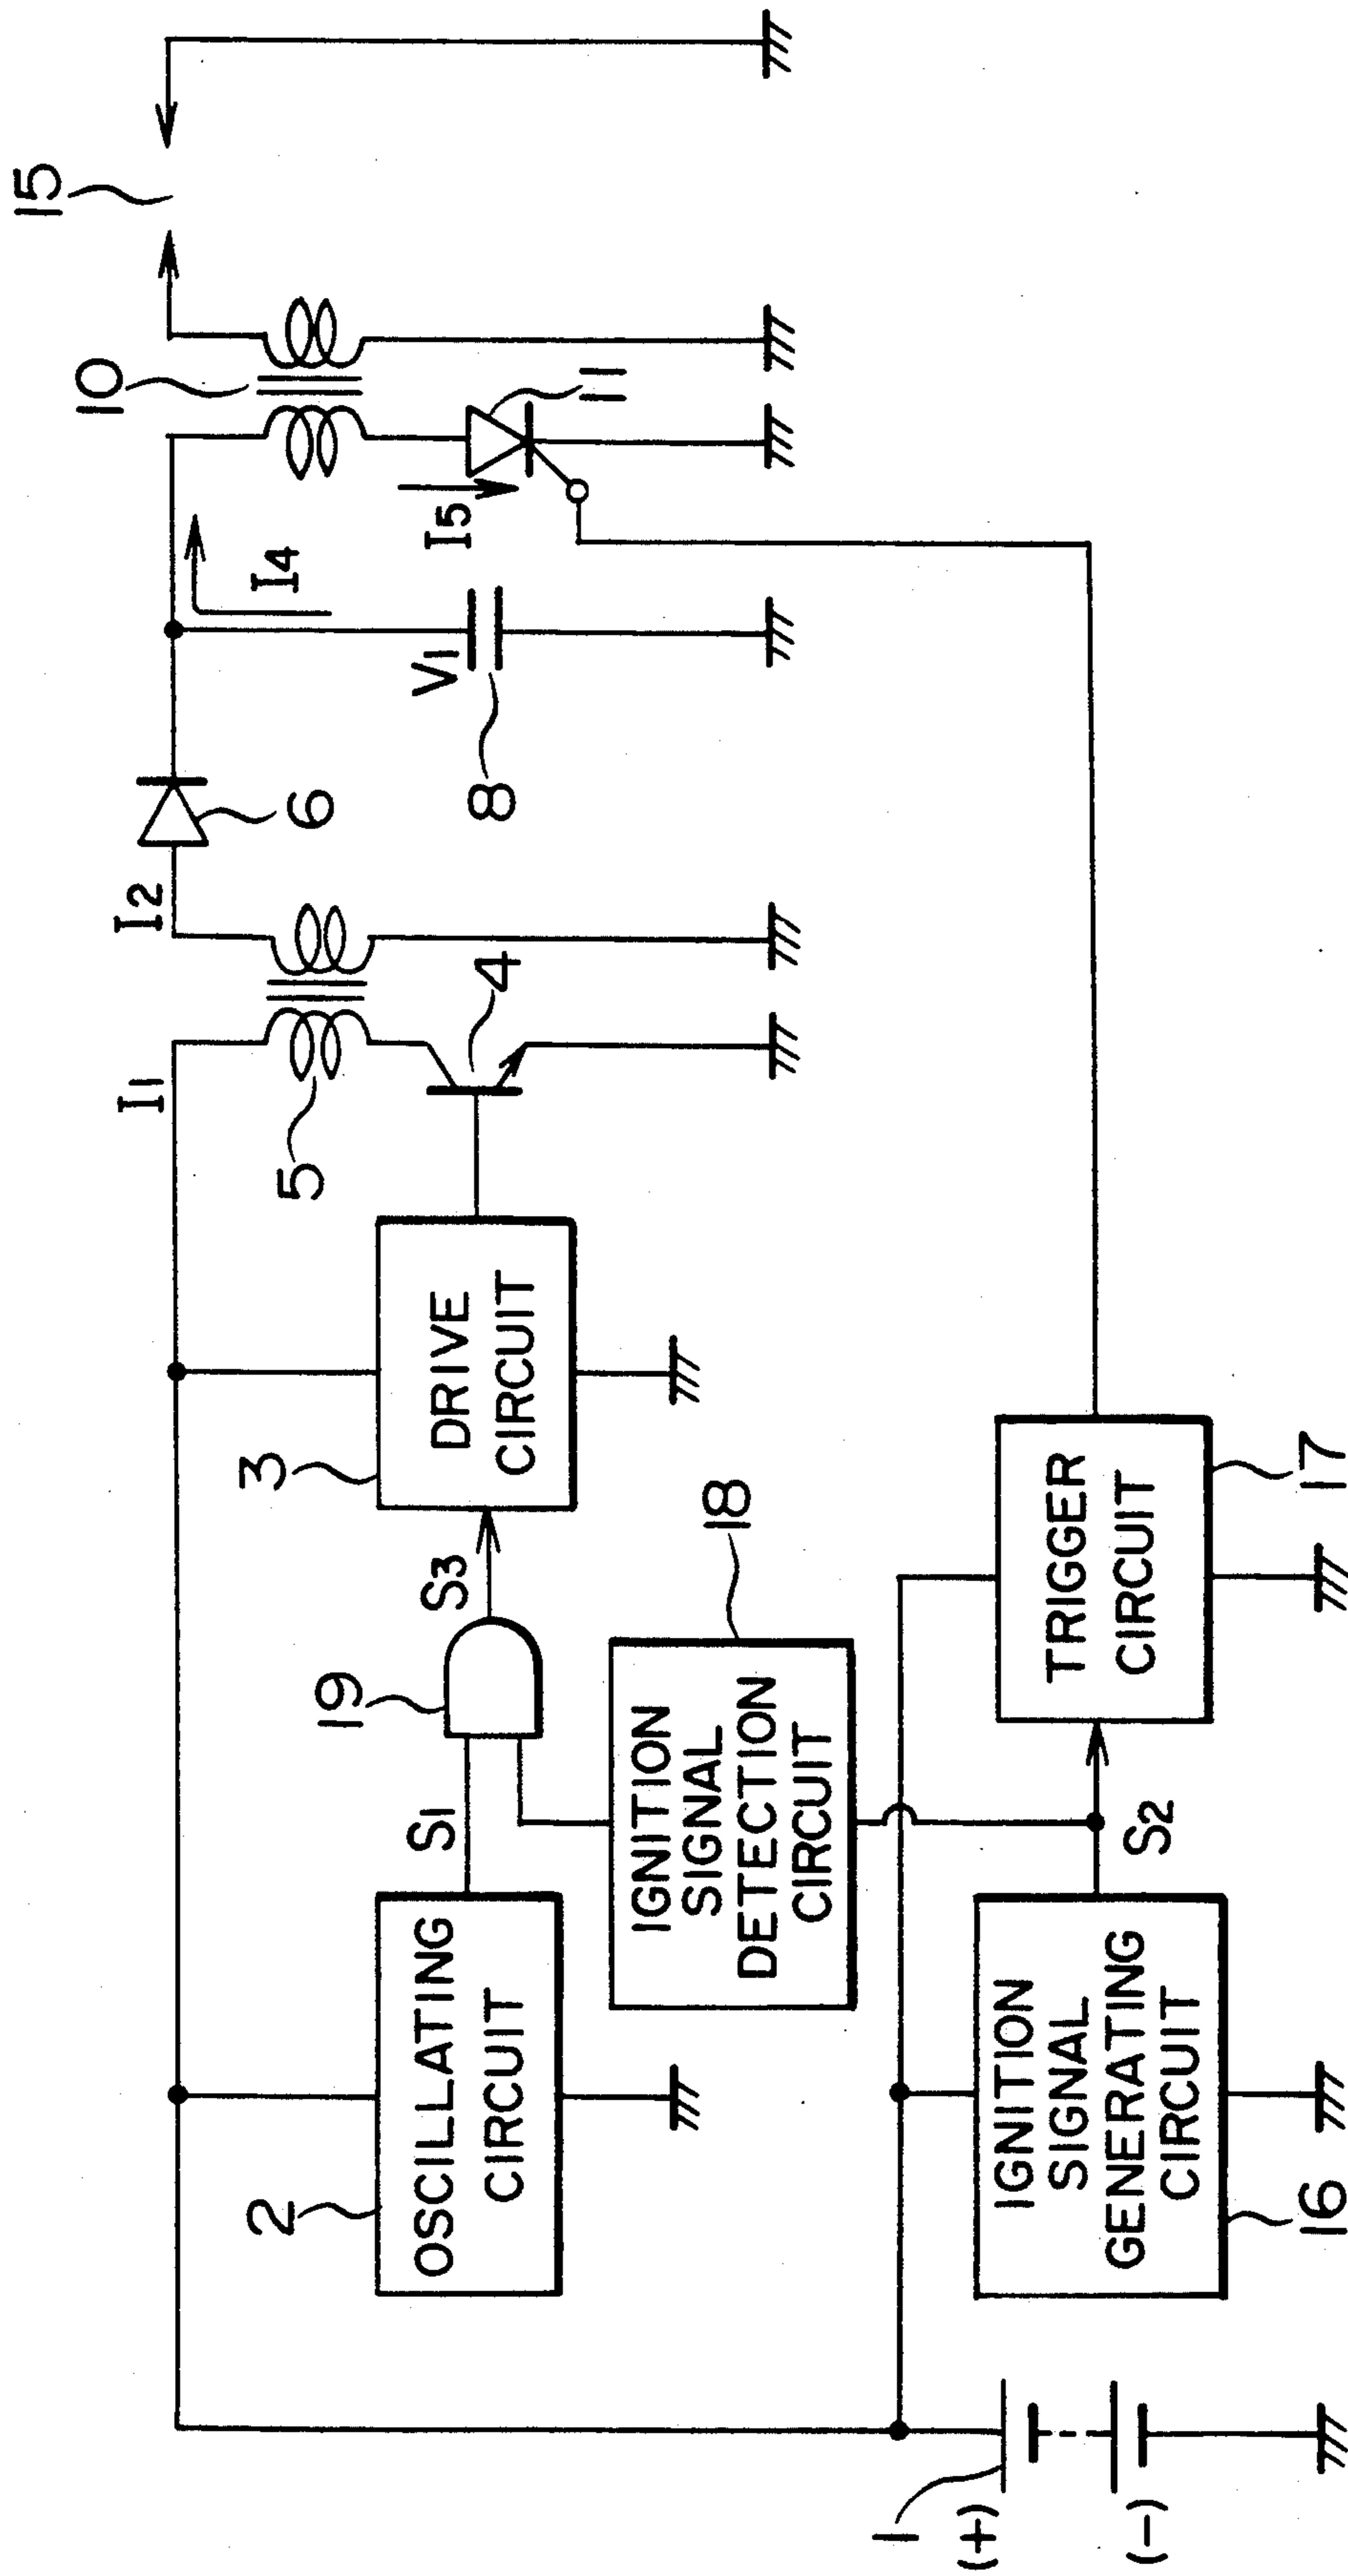 15
10
11
I4
I5
V1
8
6
I2
I1
5
4
3
DRIVE
CIRCUIT
S3
19
18
S1
IGNITION
SIGNAL
DETECTION
CIRCUIT
2
OSCILLATING
CIRCUIT
17
TRIGGER
CIRCUIT
S2
16
IGNITION
SIGNAL
GENERATING
CIRCUIT
1
(+)
(-)